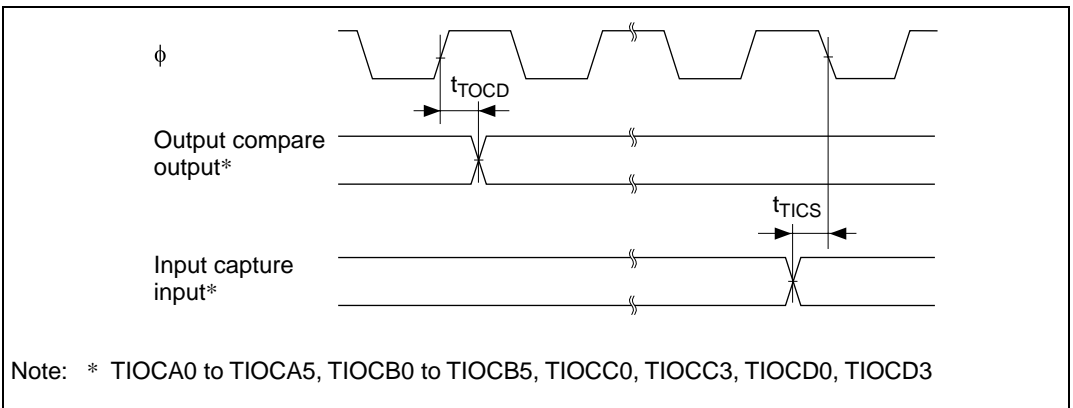 ϕ
tTOCD
Output compare
output*
tTICS
Input capture
input*
Note: * TIOCA0 to TIOCA5, TIOCB0 to TIOCB5, TIOCC0, TIOCC3, TIOCD0, TIOCD3